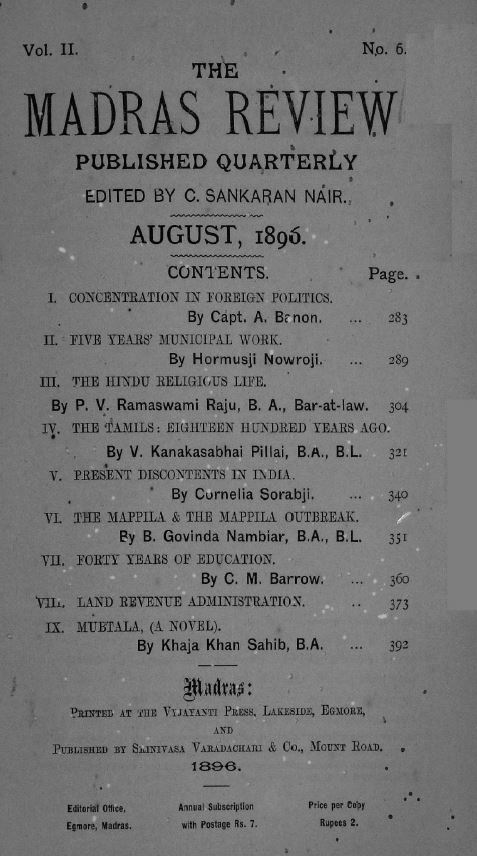 Vol. II. No. 6.
THE
MADRAS REVIEW
PUBLISHED QUARTERLY
EDITED BY C. SANKARAN NAIR.
AUGUST, 1896.
CONTENTS. Page.
I. CONCENTRATION IN FOREIGN POLITICS.
By Capt. A. Banon. ... 283
II. FIVE YEARS' MUNICIPAL WORK.
By Hormusji Nowroji. ... 289
III. THE HINDU RELIGIOUS LIFE.
By P. V. Ramaswami Raju, B. A., Bar-at-law. 304
IV. THE TAMILS: EIGHTEEN HUNDRED YEARS AGO.
By V. Kanakasabhai Pillai, B.A., B.L. 321
V. PRESENT DISCONTENTS IN INDIA.
By Cornelia Sorabji. ... 340
VI. THE MAPPILA & THE MAPPILA OUTBREAK.
By B. Govinda Nambiar, B.A., B.L. 351
VII. FORTY YEARS OF EDUCATION.
By C. M. Barrow. ... 360
VIII. LAND REVENUE ADMINISTRATION. .. 373
IX. MUBTALA, (A NOVEL).
By Khaja Khan Sahib, B.A. ... 392
Madras:
PRINTED AT THE VYJAYANTI PRESS, LAKESIDE, EGMORE,
AND
PUBLISHED BY SRINIVASA VARADACHARI & CO., MOUNT ROAD.
1896.
Editorial Office, Annual Subscription Price per Copy
Egmore, Madras. with Postage Rs. 7. Rupees 2.